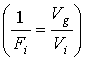 (1/F_i = V_g/V_i)